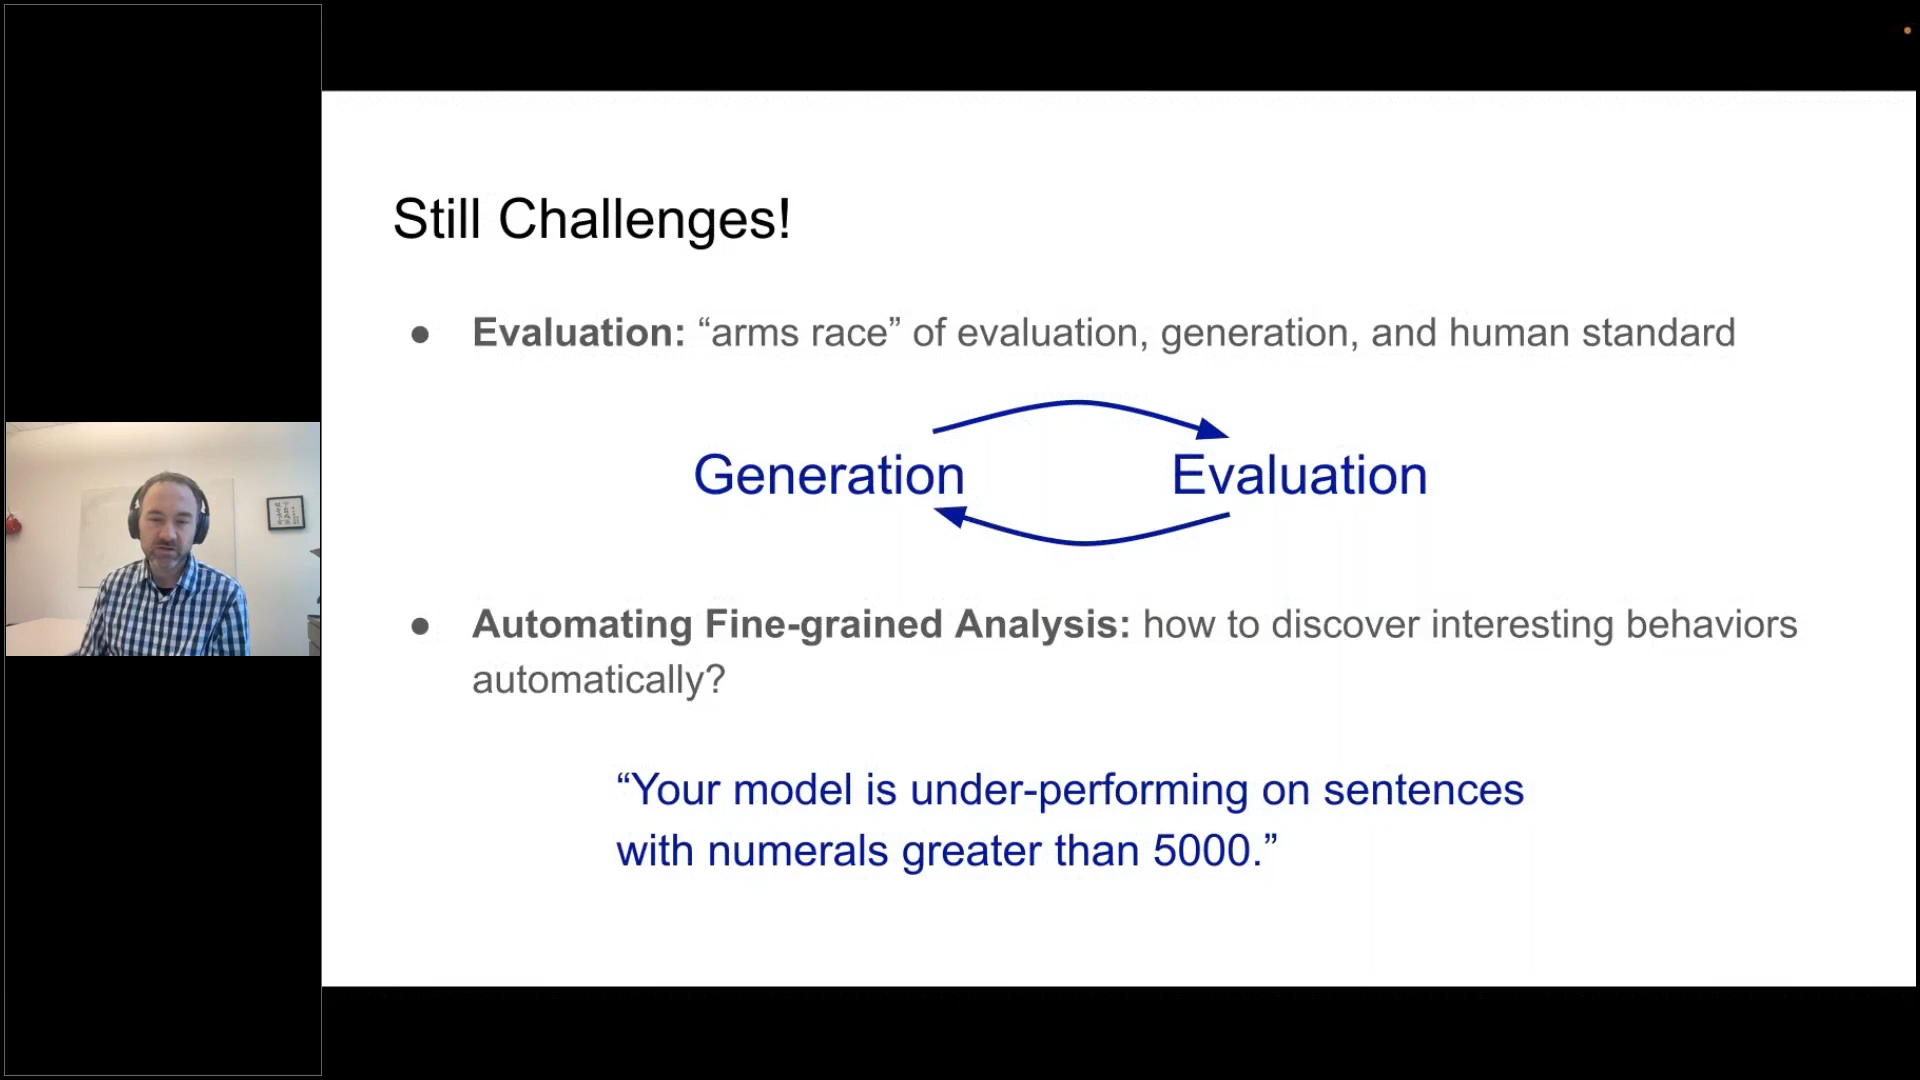 Still Challenges!
● Evaluation: “arms race” of evaluation, generation, and human standard
Generation Evaluation
● Automating Fine-grained Analysis: how to discover interesting behaviors
automatically?
“Your model is under-performing on sentences
with numerals greater than 5000.”